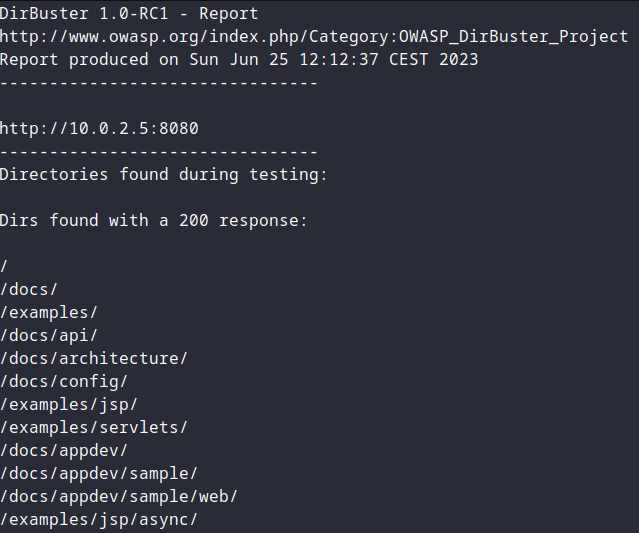 DirBuster 1.0-RC1 - Report
http://www.owasp.org/index.php/Category:OWASP_DirBuster_Project
Report produced on Sun Jun 25 12:12:37 CEST 2023
--------------------------------
http://10.0.2.5:8080
--------------------------------
Directories found during testing:
Dirs found with a 200 response:
/
/docs/
/examples/
/docs/api/
/docs/architecture/
/docs/config/
/examples/jsp/
/examples/servlets/
/docs/appdev/
/docs/appdev/sample/
/docs/appdev/sample/web/
/examples/jsp/async/